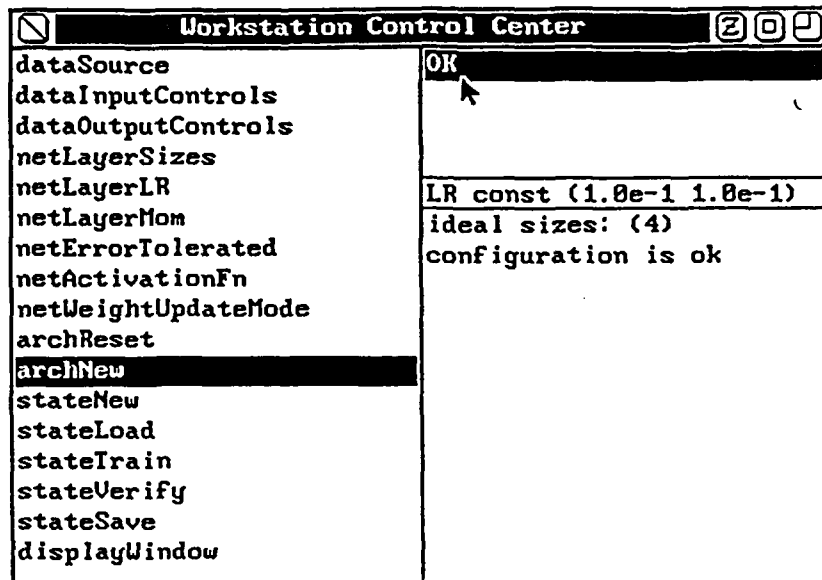 Workstation Control Center
dataSource
dataInputControls
dataOutputControls
netLayerSizes
netLayerLR
netLayerMom
netErrorTolerated
netActivationFn
netWeightUpdateMode
archReset
archNew
stateNew
stateLoad
stateTrain
stateVerify
stateSave
displayWindow
OK
LR const (1.0e-1 1.0e-1)
ideal sizes: (4)
configuration is ok